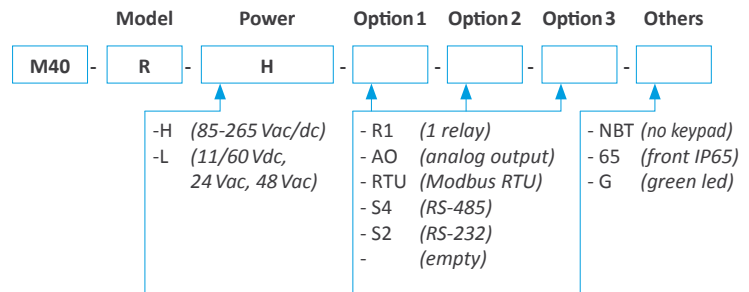 Model Power Option 1 Option 2 Option 3 Others
M40 - R - H - - - -
-H (85-265 Vac/dc) - R1 (1 relay) - NBT (no keypad)
-L (11/60 Vdc, - AO (analog output) - 65 (front IP65)
24 Vac, 48 Vac) - RTU (Modbus RTU) - G (green led)
- S4 (RS-485)
- S2 (RS-232)
- (empty)